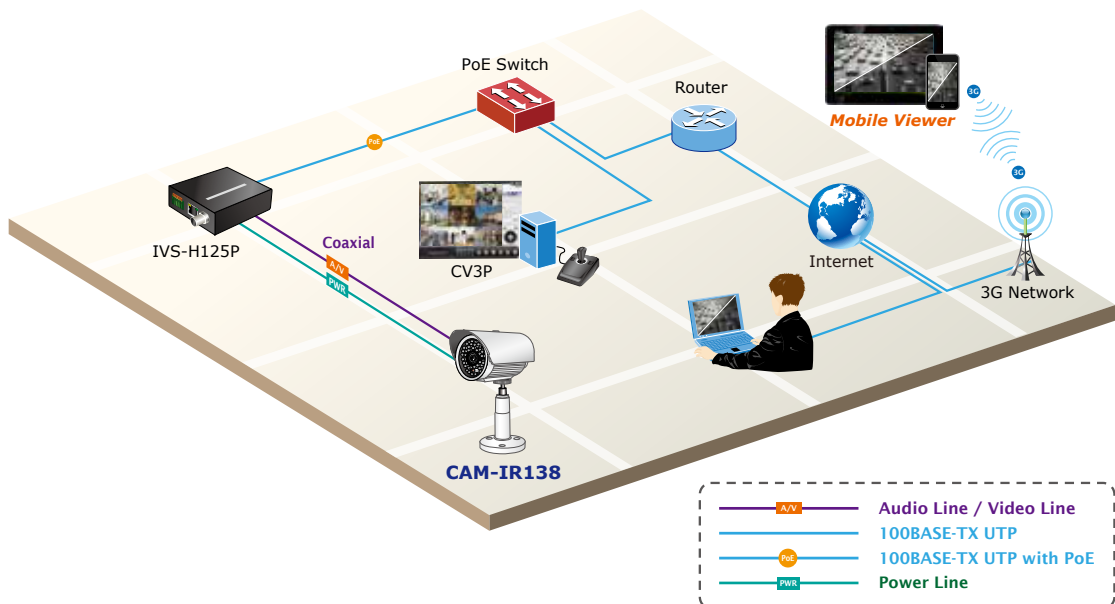 PoE Switch
Router
3G
Mobile Viewer
PoE
3G
IVS-H125P
Coaxial
A/V
PWR
CV3P
Internet
3G Network
CAM-IR138
A/V Audio Line / Video Line
100BASE-TX UTP
PoE 100BASE-TX UTP with PoE
PWR Power Line